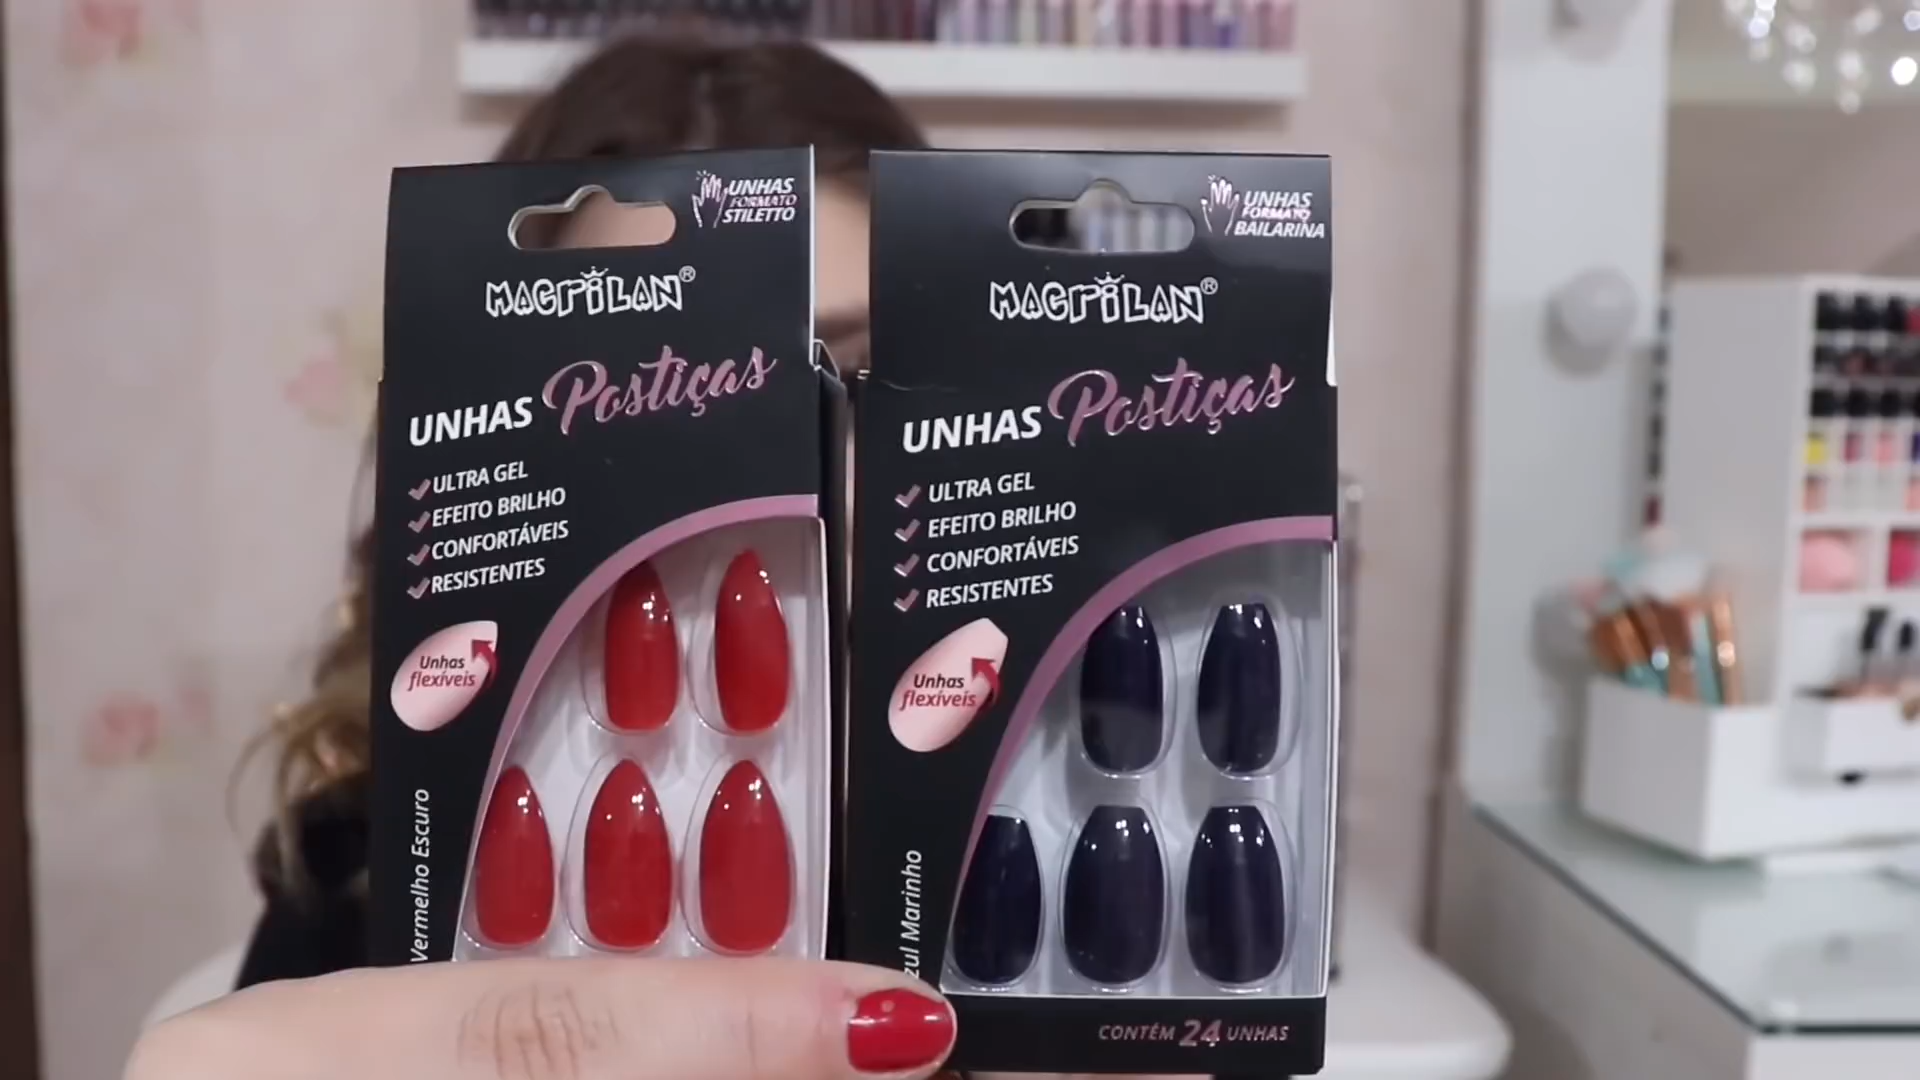 UNHAS
FORMATO
STILETTO
MACRILAN®
UNHAS Postiças
ULTRA GEL
EFEITO BRILHO
CONFORTÁVEIS
RESISTENTES
Unhas
flexíveis
Vermelho Escuro
UNHAS
FORMATO
BAILARINA
MACRILAN®
UNHAS Postiças
ULTRA GEL
EFEITO BRILHO
CONFORTÁVEIS
RESISTENTES
Unhas
flexíveis
zul Marinho
CONTÉM 24 UNHAS